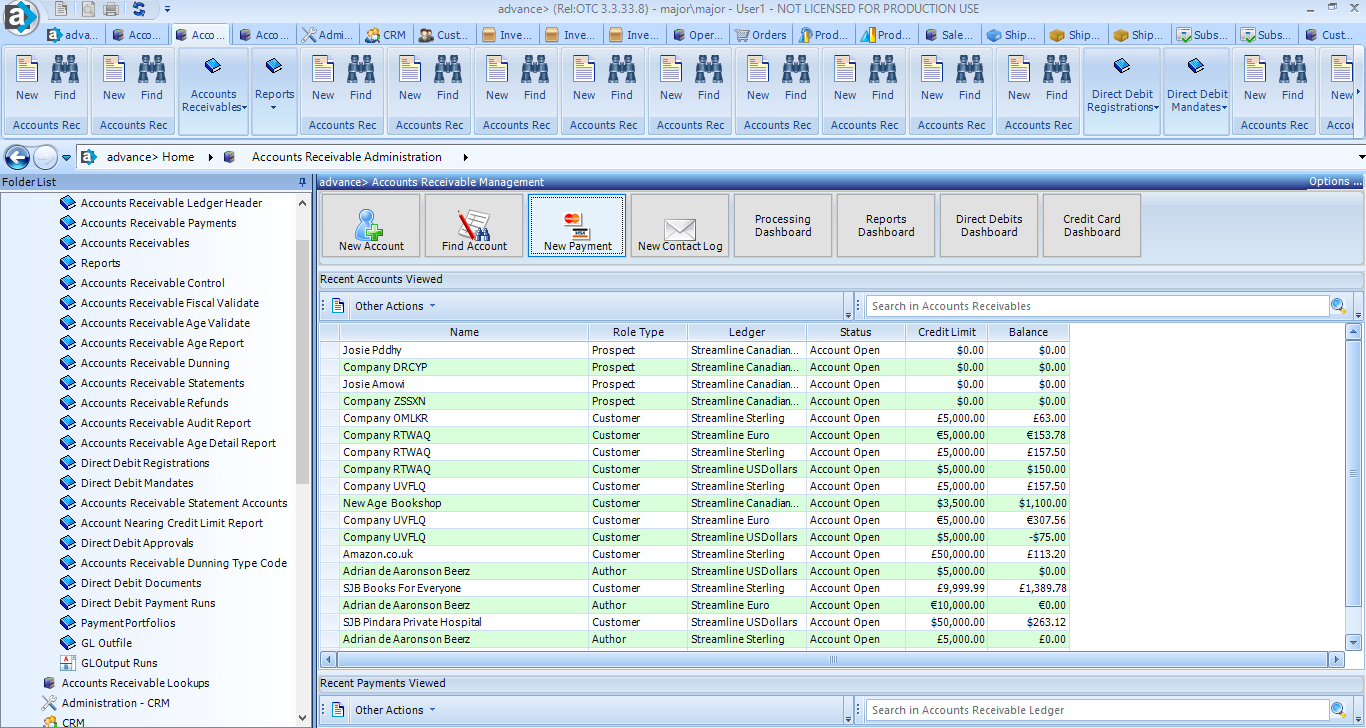 advance> (Rel:OTC 3.3.33.8) - major\major - User1 - NOT LICENSED FOR PRODUCTION USE
adva... Acco... Acco... Acco... Admi... CRM Cust... Inve... Inve... Inve... Oper... Orders Prod... Prod... Sale... Ship... Ship... Ship... Subs... Subs... Cust...
New Find New Find Accounts Receivables Reports New Find New Find New Find New Find New Find New Find New Find New Find New Find Direct Debit Registrations Direct Debit Mandates New Find New
Accounts Rec Accounts Rec Accounts Rec Accounts Rec Accounts Rec Accounts Rec Accounts Rec Accounts Rec Accounts Rec Accounts Rec Accounts Rec Accounts Rec Accou
advance> Home Accounts Receivable Administration
Folder List
Accounts Receivable Ledger Header
Accounts Receivable Payments
Accounts Receivables
Reports
Accounts Receivable Control
Accounts Receivable Fiscal Validate
Accounts Receivable Age Validate
Accounts Receivable Age Report
Accounts Receivable Dunning
Accounts Receivable Statements
Accounts Receivable Refunds
Accounts Receivable Audit Report
Accounts Receivable Age Detail Report
Direct Debit Registrations
Direct Debit Mandates
Accounts Receivable Statement Accounts
Account Nearing Credit Limit Report
Direct Debit Approvals
Accounts Receivable Dunning Type Code
Direct Debit Documents
Direct Debit Payment Runs
PaymentPortfolios
GL Outfile
GLOutput Runs
Accounts Receivable Lookups
Administration - CRM
CRM
advance> Accounts Receivable Management Options ...
New Account Find Account New Payment New Contact Log Processing Dashboard Reports Dashboard Direct Debits Dashboard Credit Card Dashboard
Recent Accounts Viewed
Other Actions Search in Accounts Receivables
Name Role Type Ledger Status Credit Limit Balance
Josie Pddhy Prospect Streamline Canadian... Account Open $0.00 $0.00
Company DRCYP Prospect Streamline Canadian... Account Open $0.00 $0.00
Josie Amowi Prospect Streamline Canadian... Account Open $0.00 $0.00
Company ZSSXN Prospect Streamline Canadian... Account Open $0.00 $0.00
Company OMLKR Customer Streamline Sterling Account Open £5,000.00 £63.00
Company RTWAQ Customer Streamline Euro Account Open €5,000.00 €153.78
Company RTWAQ Customer Streamline Sterling Account Open £5,000.00 £157.50
Company RTWAQ Customer Streamline USDollars Account Open $5,000.00 $150.00
Company UVFLQ Customer Streamline Sterling Account Open £5,000.00 £157.50
New Age Bookshop Customer Streamline Canadian... Account Open $3,500.00 $1,100.00
Company UVFLQ Customer Streamline Euro Account Open €5,000.00 €307.56
Company UVFLQ Customer Streamline USDollars Account Open $5,000.00 -$75.00
Amazon.co.uk Customer Streamline Sterling Account Open £50,000.00 £113.20
Adrian de Aaronson Beerz Author Streamline USDollars Account Open $5,000.00 $0.00
SJB Books For Everyone Customer Streamline Sterling Account Open £9,999.99 £1,389.78
Adrian de Aaronson Beerz Author Streamline Euro Account Open €10,000.00 €0.00
SJB Pindara Private Hospital Customer Streamline USDollars Account Open $50,000.00 $263.12
Adrian de Aaronson Beerz Author Streamline Sterling Account Open £5,000.00 £0.00
Recent Payments Viewed
Other Actions Search in Accounts Receivable Ledger